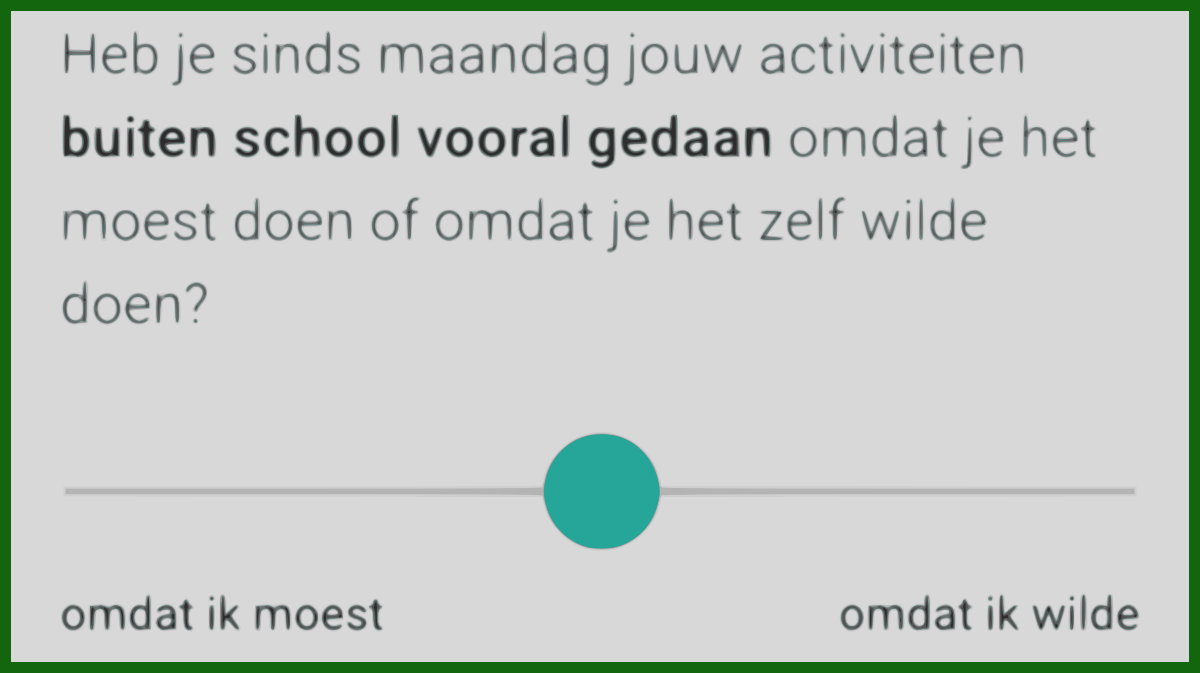 Heb je sinds maandag jouw activiteiten
buiten school vooral gedaan omdat je het
moest doen of omdat je het zelf wilde
doen?
omdat ik moest
omdat ik wilde